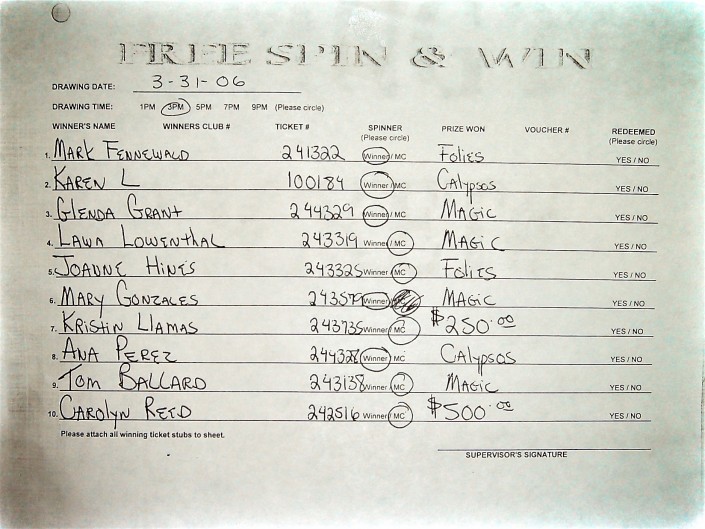 FREE SPIN & WIN
DRAWING DATE: 3-31-06
DRAWING TIME: 1PM 3PM 5PM 7PM 9PM (Please circle)
WINNER'S NAME WINNERS CLUB # TICKET # SPINNER (Please circle) PRIZE WON VOUCHER # REDEEMED (Please circle)
1. MARK FENNEWALD 241322 Winner / MC Folies YES / NO
2. KAREN L 100184 Winner / MC Calypsos YES / NO
3. GLENDA GRANT 244329 Winner / MC MAGIC YES / NO
4. LAWA LOWENTHAL 243319 Winner / MC MAGIC YES / NO
5. JOANNE HINES 243325 Winner / MC Folies YES / NO
6. MARY GONZALES Winner / MAGIC YES / NO
7. KRISTIN LLAMAS 243735 Winner / MC $250.00 YES / NO
8. ANA PEREZ 244328 Winner / MC CALYPSOS YES / NO
9. TOM BALLARD 243138 Winner / MC MAGIC YES / NO
10. CAROLYN REED 242516 Winner / MC $500.00 YES / NO
Please attach all winning ticket stubs to sheet.
SUPERVISOR'S SIGNATURE